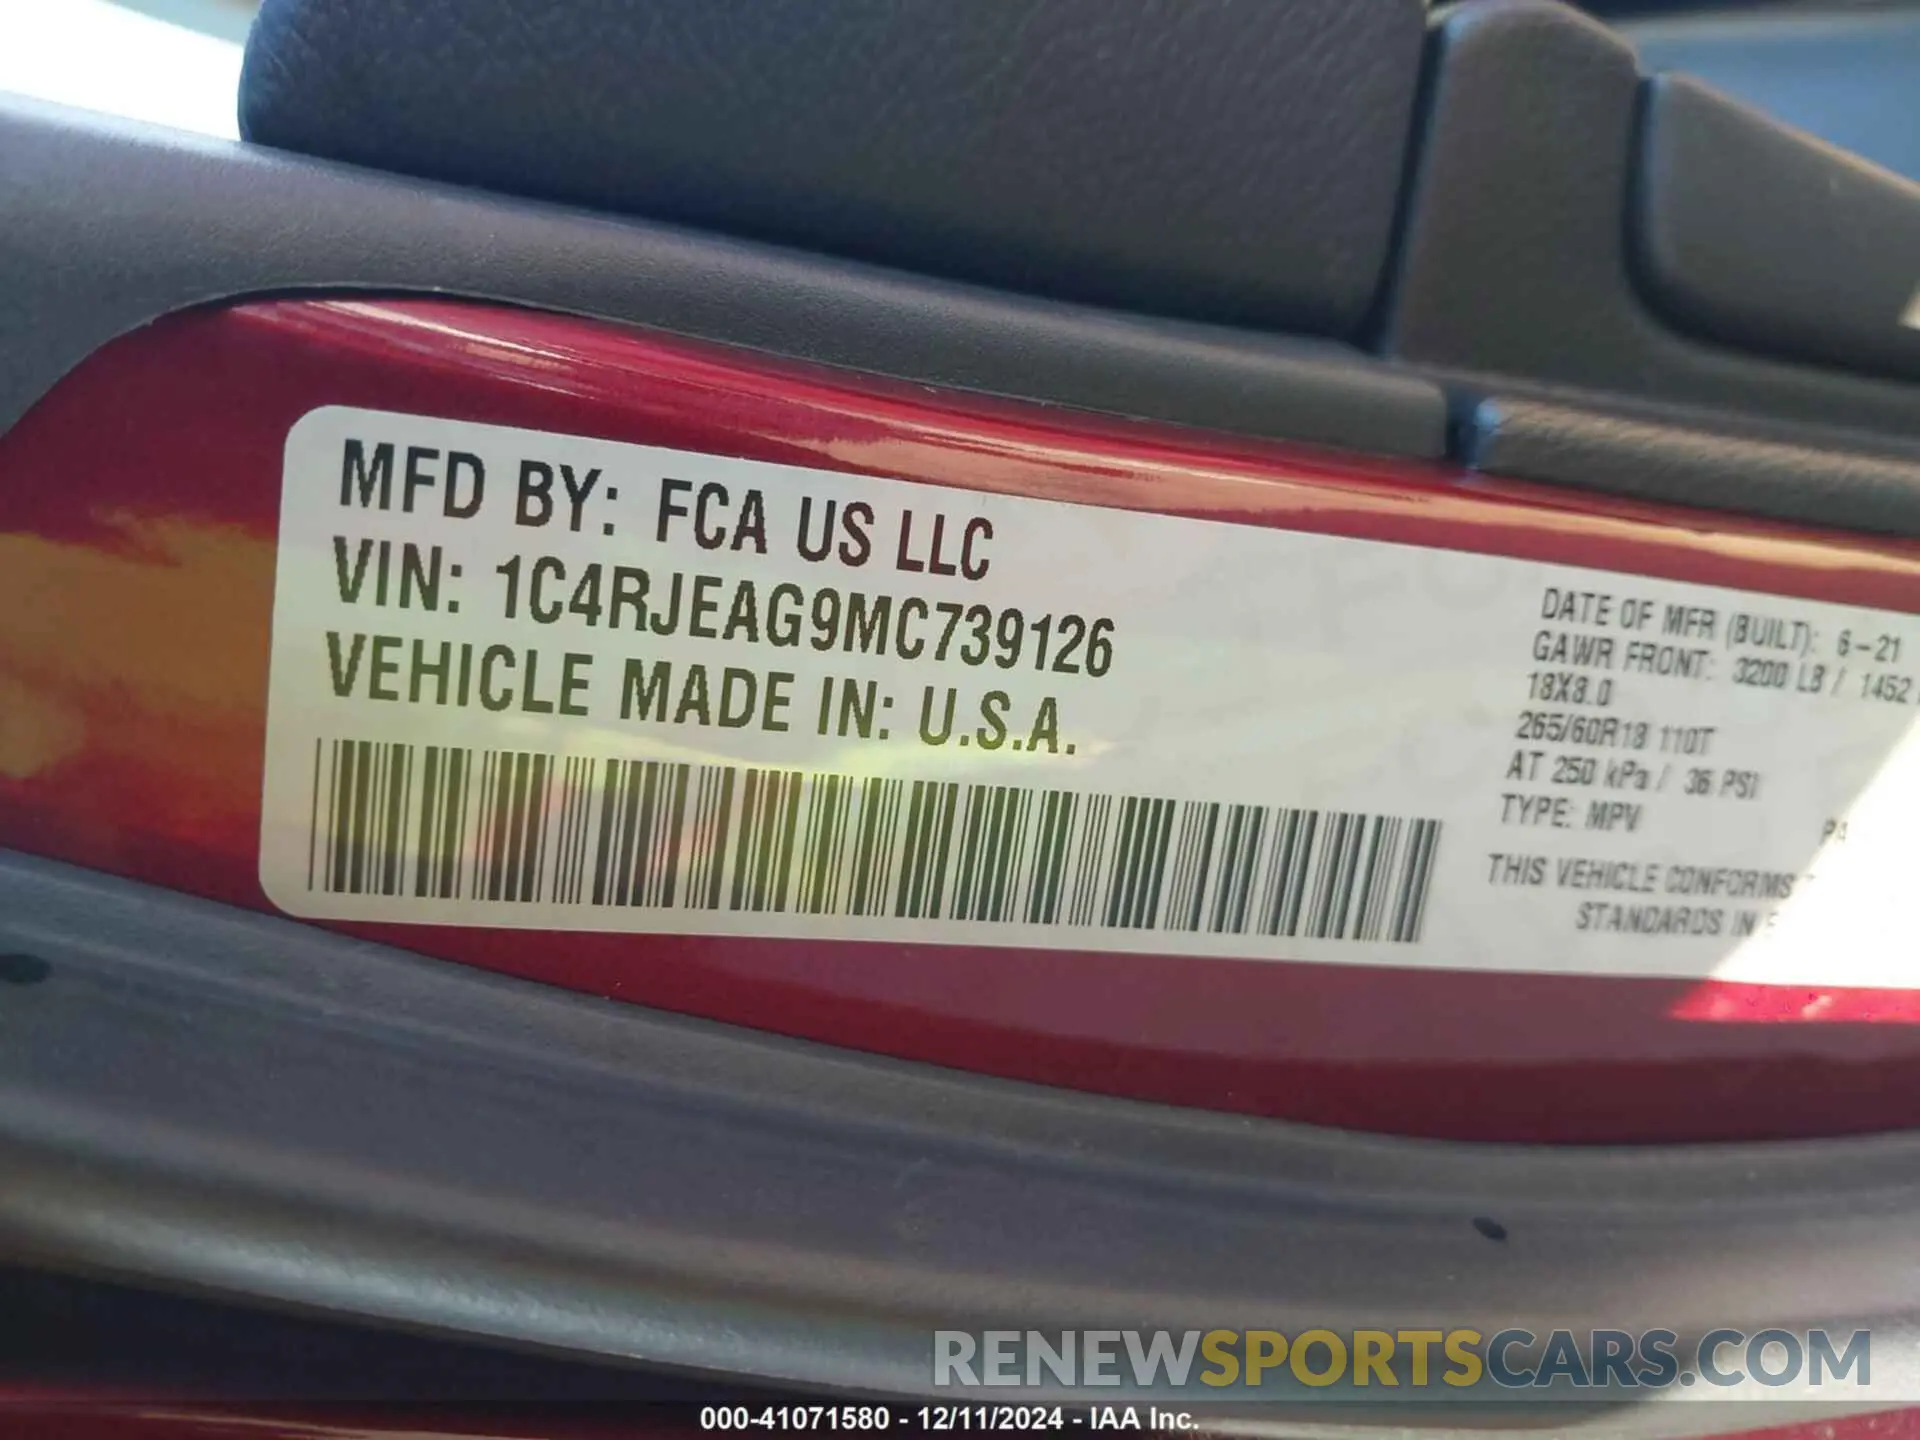 MFD BY: FCA US LLC
VIN: 1C4RJEAG9MC739126
VEHICLE MADE IN: U.S.A.
DATE OF MFR (BUILT): 6-21
GAWR FRONT: 3200 LB / 1452
18X8.0
265/60R18 110T
AT 250 kPa / 36 PSI
TYPE: MPV
PA
THIS VEHICLE CONFORMS
STANDARDS IN
RENEWSPORTSCARS.COM
000-41071580 - 12/11/2024 - IAA Inc.